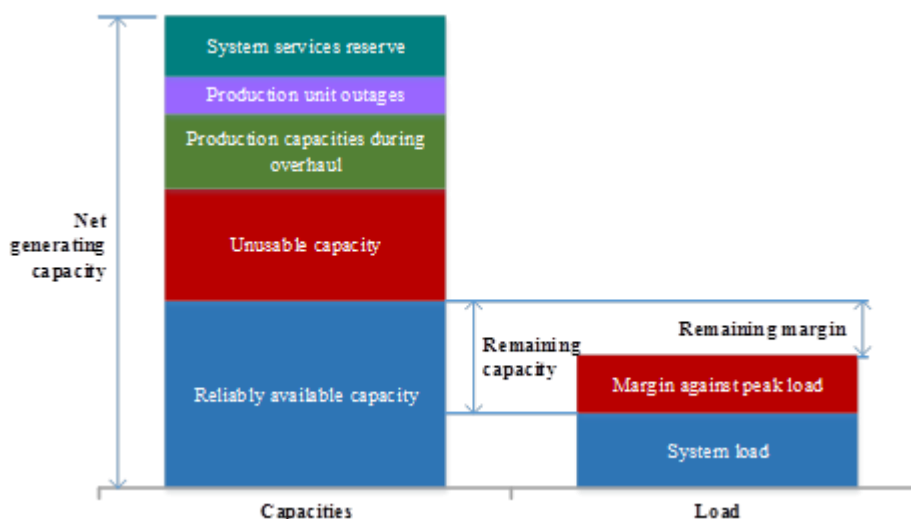 System services reserve
Production unit outages
Production capacities during
overhaul
Net
generating
capacity
Unusable capacity
Remaining margin
Remaining
capacity
Reliably available capacity
Margin against peak load
System load
Capacities
Load